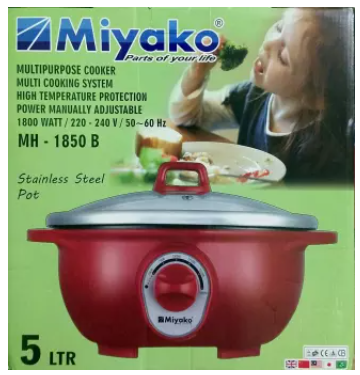 Miyako®
Parts of your life
MULTIPURPOSE COOKER
MULTI COOKING SYSTEM
HIGH TEMPERATURE PROTECTION
POWER MANUALLY ADJUSTABLE
1800 WATT / 220 - 240 V / 50~60 Hz
MH - 1850 B
Stainless Steel
Pot
Miyako
5 LTR